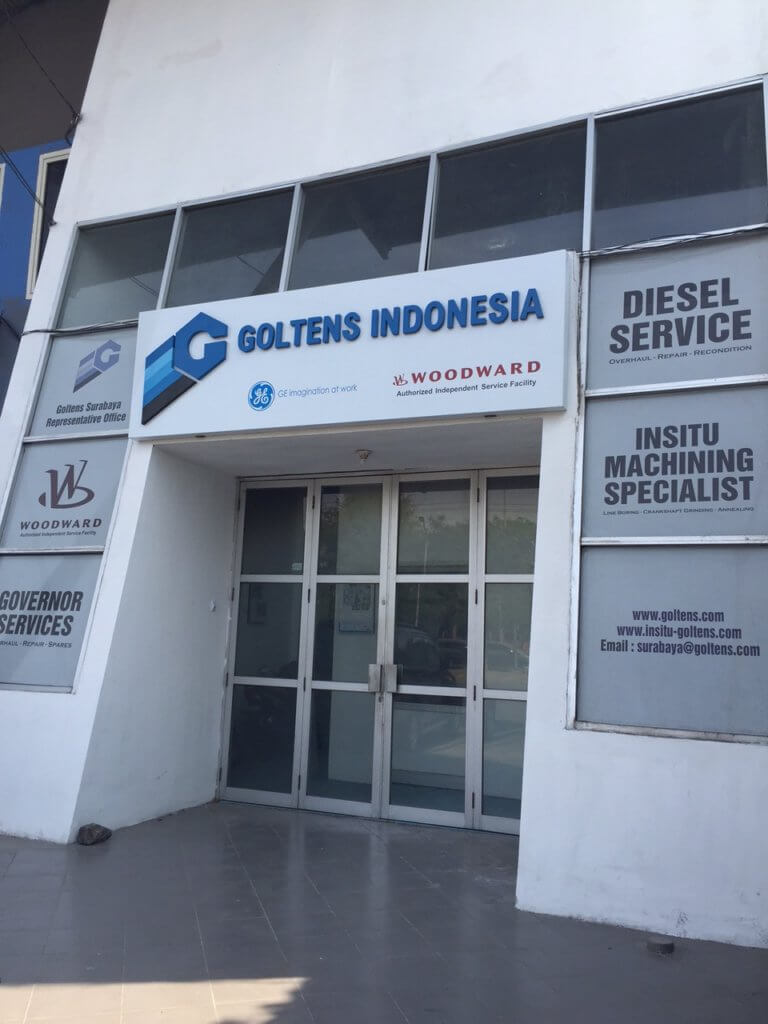 GOLTENS INDONESIA
GE imagination at work
WOODWARD
Authorized Independent Service Facility
Goltens Surabaya
Representative Office
WOODWARD
Authorized Independent Service Facility
GOVERNOR
SERVICES
RHAUL - REPAIR - SPARES
DIESEL
SERVICE
OVERHAUL - REPAIR - RECONDITION
INSITU
MACHINING
SPECIALIST
LINE BORING - CRANKSHAFT GRINDING - ANNEALING
www.goltens.com
www.insitu-goltens.com
Email : surabaya@goltens.com